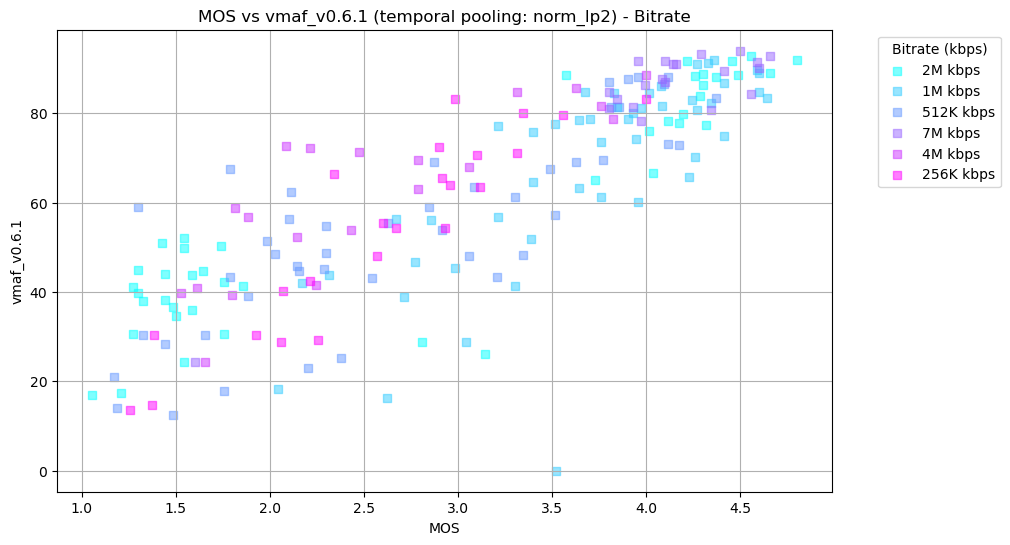 MOS vs vmaf_v0.6.1 (temporal pooling: norm_lp2) - Bitrate
Bitrate (kbps)
2M kbps
1M kbps
512K kbps
7M kbps
4M kbps
256K kbps
vmaf_v0.6.1
80
60
40
20
0
1.0 1.5 2.0 2.5 3.0 3.5 4.0 4.5
MOS